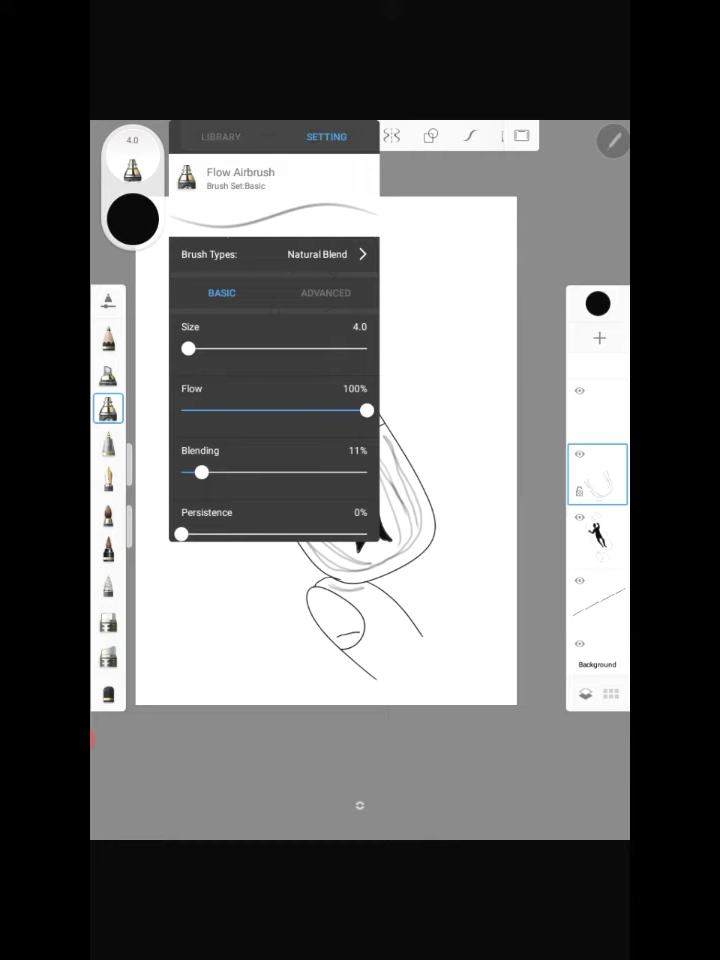 4.0
LIBRARY SETTING
Flow Airbrush
Brush Set:Basic
Brush Types: Natural Blend
BASIC ADVANCED
Size 4.0
Flow 100%
Blending 11%
Persistence 0%
Background